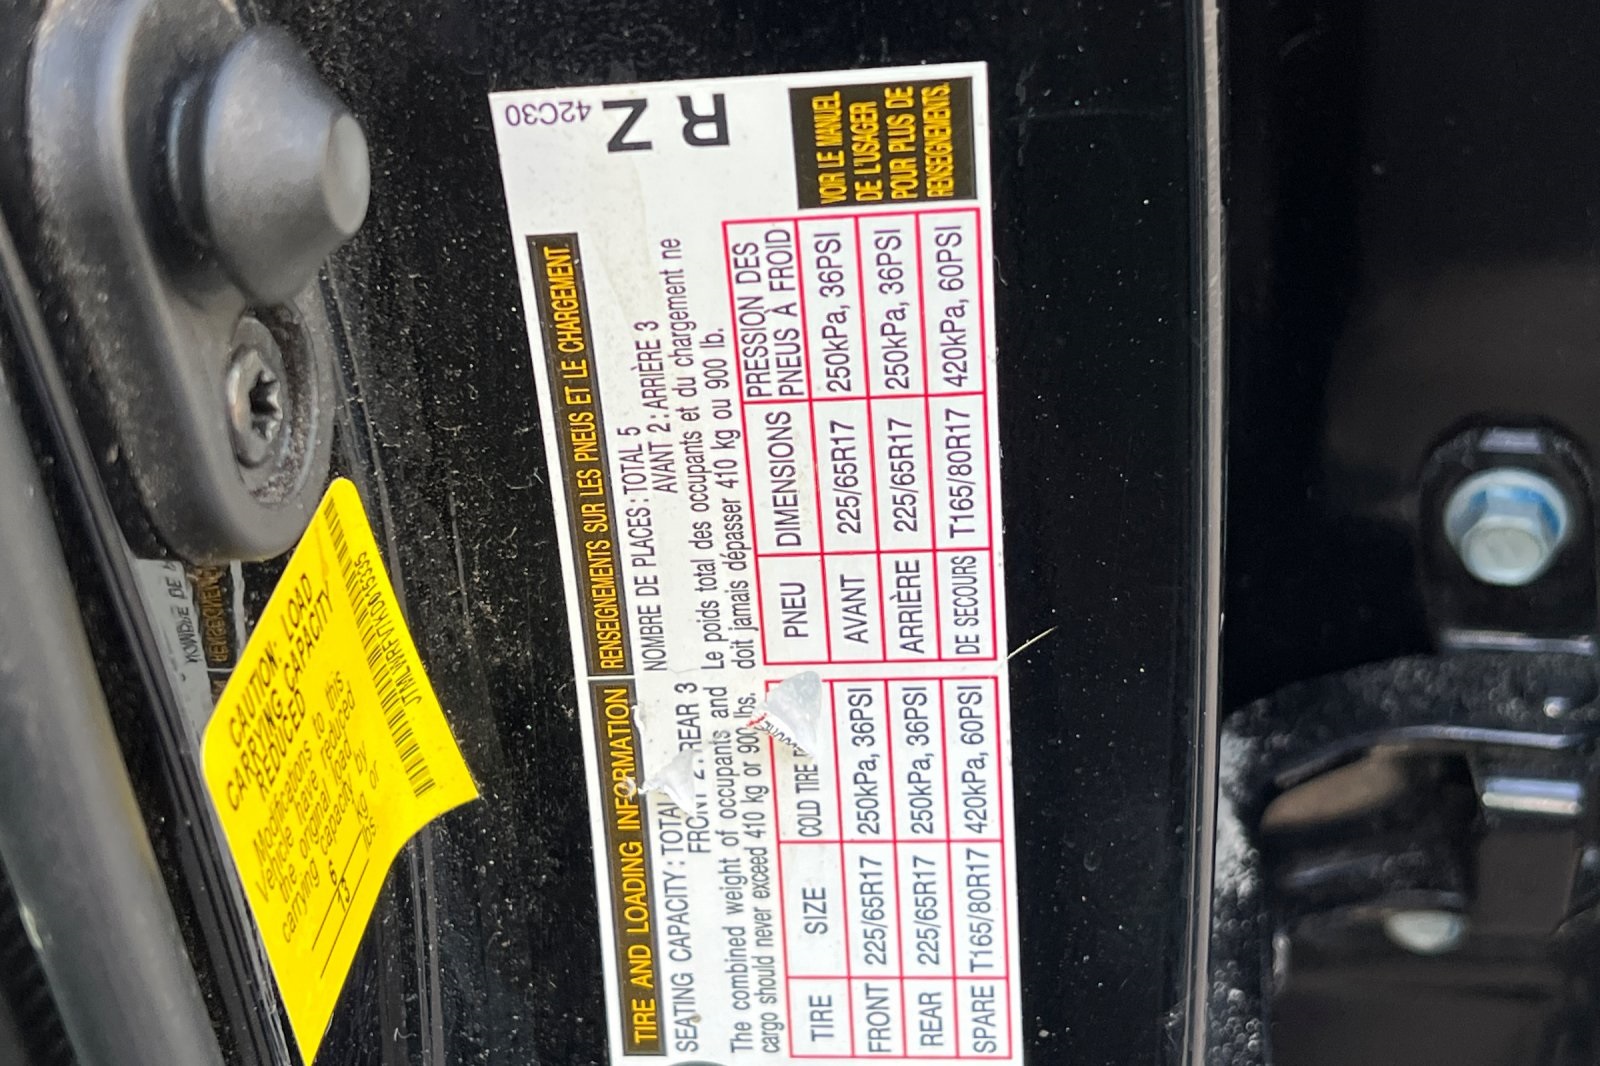 CAUTION: LOAD
CARRYING CAPACITY
REDUCED
Modifications to this
vehicle have reduced
the original load
carrying capacity by
6 kg or
13 lbs
TIRE AND LOADING INFORMATION
SEATING CAPACITY : TOTAL
FRONT 2 : REAR 3
The combined weight of occupants and
cargo should never exceed 410 kg or 900 lbs.
TIRE SIZE COLD TIRE
FRONT 225/65R17 250kPa, 36PSI
REAR 225/65R17 250kPa, 36PSI
SPARE T165/80R17 420kPa, 60PSI
RENSEIGNEMENTS SUR LES PNEUS ET LE CHARGEMENT
NOMBRE DE PLACES : TOTAL 5
AVANT 2 : ARRIÈRE 3
Le poids total des occupants et du chargement ne
doit jamais dépasser 410 kg ou 900 lb.
PNEU DIMENSIONS PRESSION DES
PNEUS À FROID
AVANT 225/65R17 250kPa, 36PSI
ARRIÈRE 225/65R17 250kPa, 36PSI
DE SECOURS T165/80R17 420kPa, 60PSI
42C30
RZ
VOIR LE MANUEL
DE L'USAGER
POUR PLUS DE
RENSEIGNEMENTS.